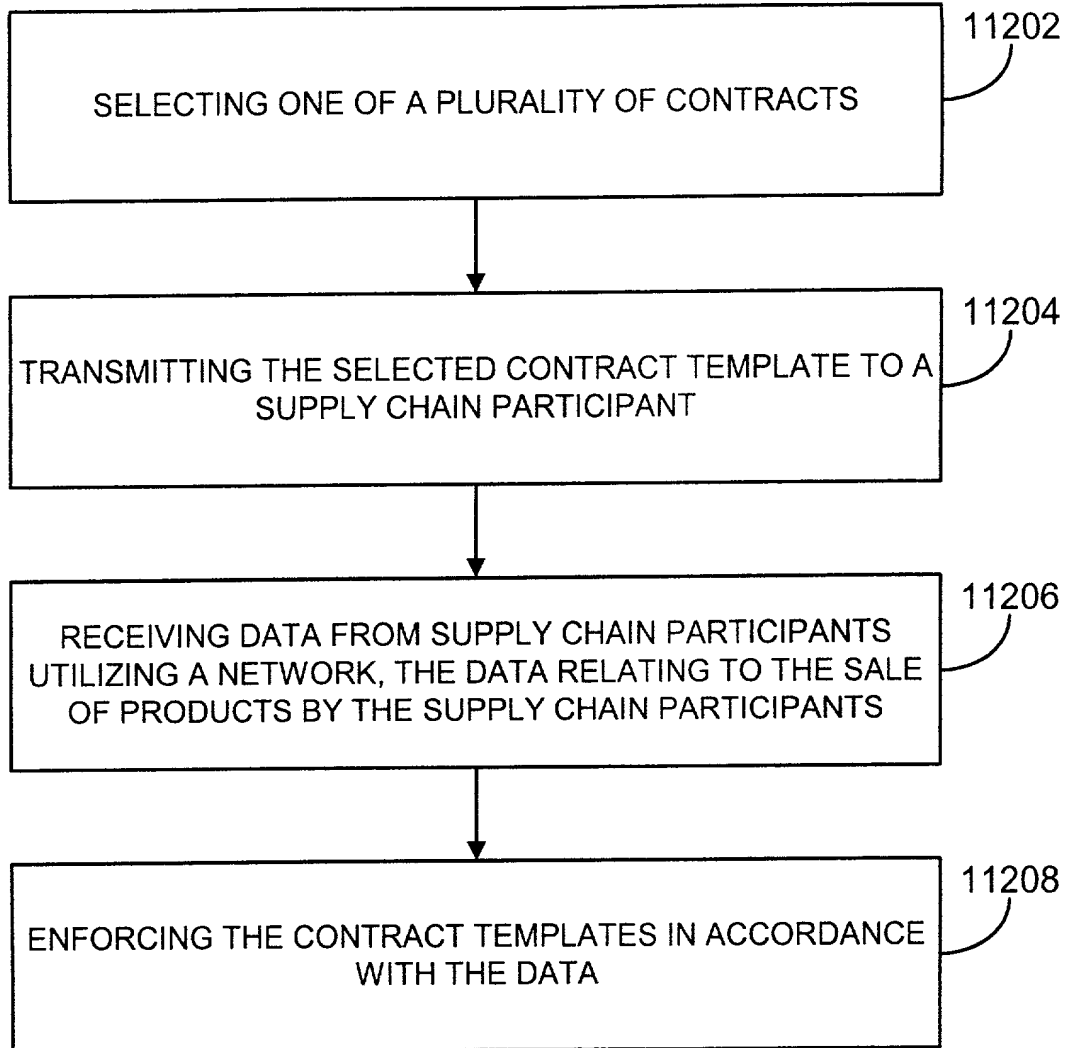 11202
SELECTING ONE OF A PLURALITY OF CONTRACTS
11204
TRANSMITTING THE SELECTED CONTRACT TEMPLATE TO A
SUPPLY CHAIN PARTICIPANT
11206
RECEIVING DATA FROM SUPPLY CHAIN PARTICIPANTS
UTILIZING A NETWORK, THE DATA RELATING TO THE SALE
OF PRODUCTS BY THE SUPPLY CHAIN PARTICIPANTS
11208
ENFORCING THE CONTRACT TEMPLATES IN ACCORDANCE
WITH THE DATA